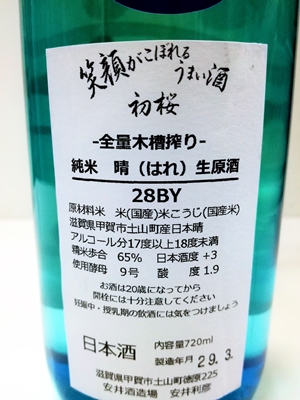 笑顔がこぼれる
うまい酒
初桜
-全量木槽搾り-
純米　晴（はれ）生原酒
28BY
原材料米　米(国産)米こうじ(国産米)
滋賀県甲賀市土山町産日本晴
アルコール分17度以上18度未満
精米歩合　65%　日本酒度 +3
使用酵母　9号　酸　度　1.9
お酒は20歳になってから
開栓には十分注意してください
妊娠中・授乳期の飲酒には気をつけましょう
日本酒
内容量720ml
製造年月 29.3.
滋賀県甲賀市土山町徳原225
安井酒造場　安井利彦